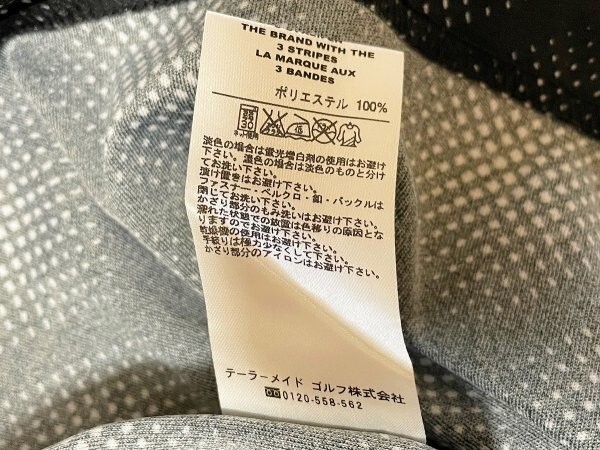 THE BRAND WITH THE
3 STRIPES
LA MARQUE AUX
3 BANDES
ポリエステル 100%
30
ネット使用
淡色の場合は蛍光増白剤の使用はお避け
下さい。濃色の場合は淡色のものと分け
てお洗い下さい。
漬け置きはお避け下さい。
ファスナー・ベルクロ・釦・バックルは
閉じてお洗い下さい。
かざり部分のもみ洗いはお避け下さい。
濡れた状態での放置は色移りの原因とな
りますのでお避け下さい。
乾燥機の使用はお避け下さい。
手絞りは極力少なくして下さい。
かざり部分のアイロンはお避け下さい。
テーラーメイド ゴルフ株式会社
0120-558-562